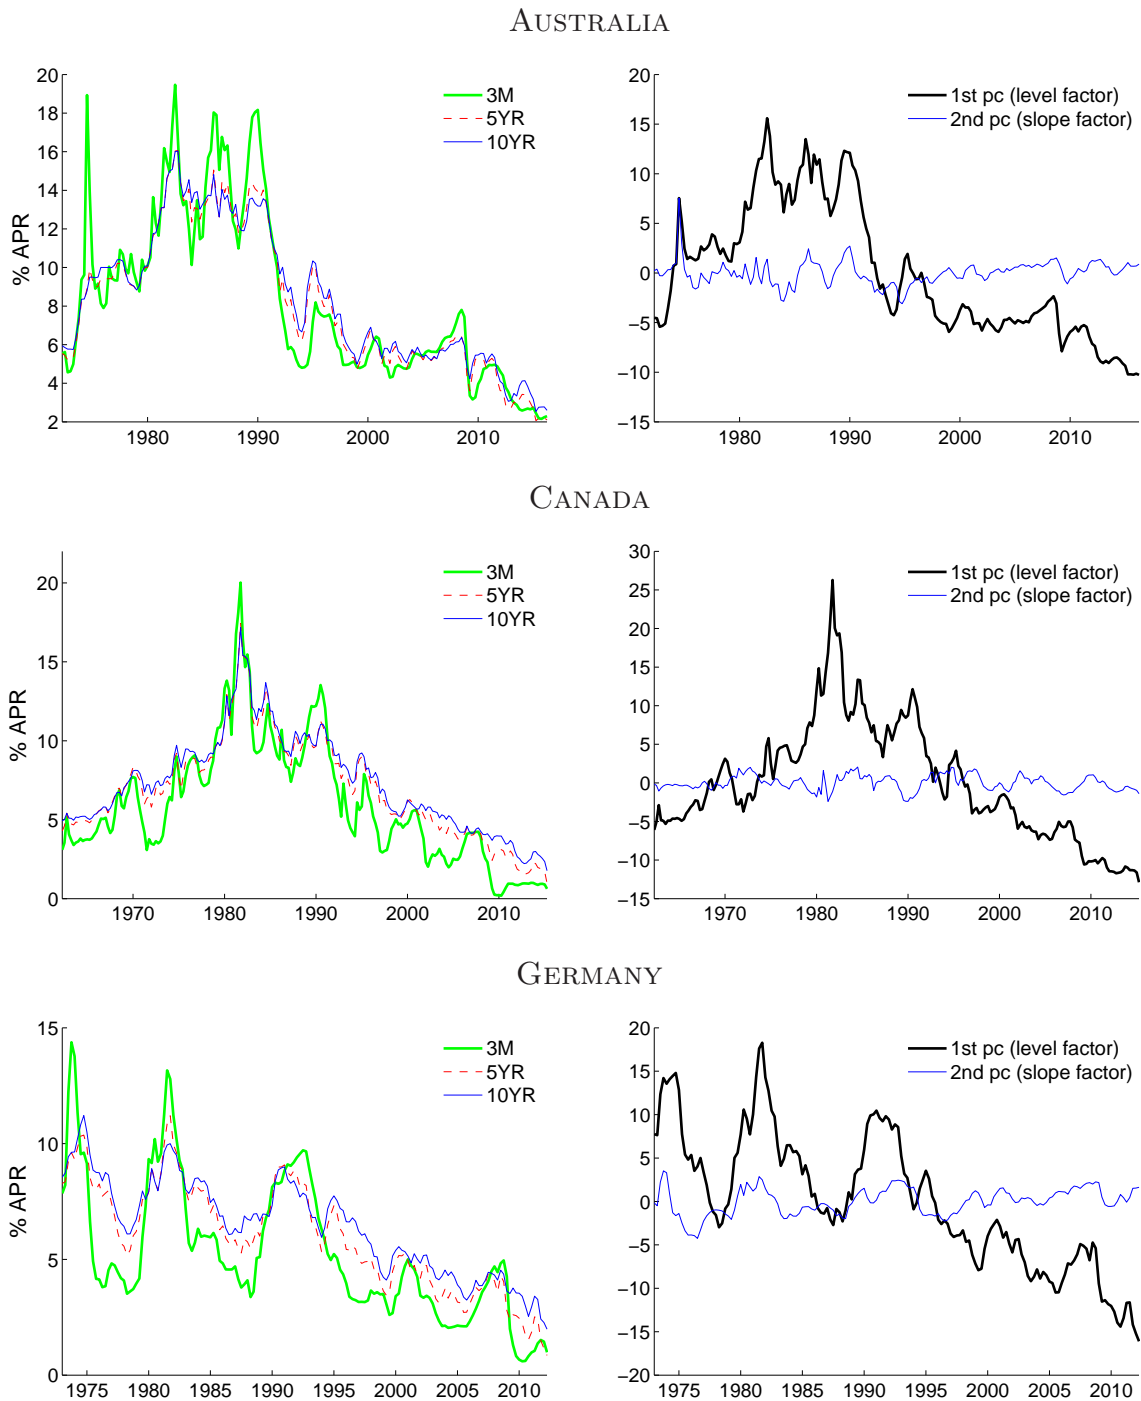 AUSTRALIA
3M
5YR
10YR
% APR
20
18
16
14
12
10
8
6
4
2
1980 1990 2000 2010
1st pc (level factor)
2nd pc (slope factor)
20
15
10
5
0
−5
−10
−15
1980 1990 2000 2010
CANADA
3M
5YR
10YR
% APR
20
15
10
5
0
1970 1980 1990 2000 2010
1st pc (level factor)
2nd pc (slope factor)
30
25
20
15
10
5
0
−5
−10
−15
1970 1980 1990 2000 2010
GERMANY
3M
5YR
10YR
% APR
15
10
5
0
1975 1980 1985 1990 1995 2000 2005 2010
1st pc (level factor)
2nd pc (slope factor)
20
15
10
5
0
−5
−10
−15
−20
1975 1980 1985 1990 1995 2000 2005 2010